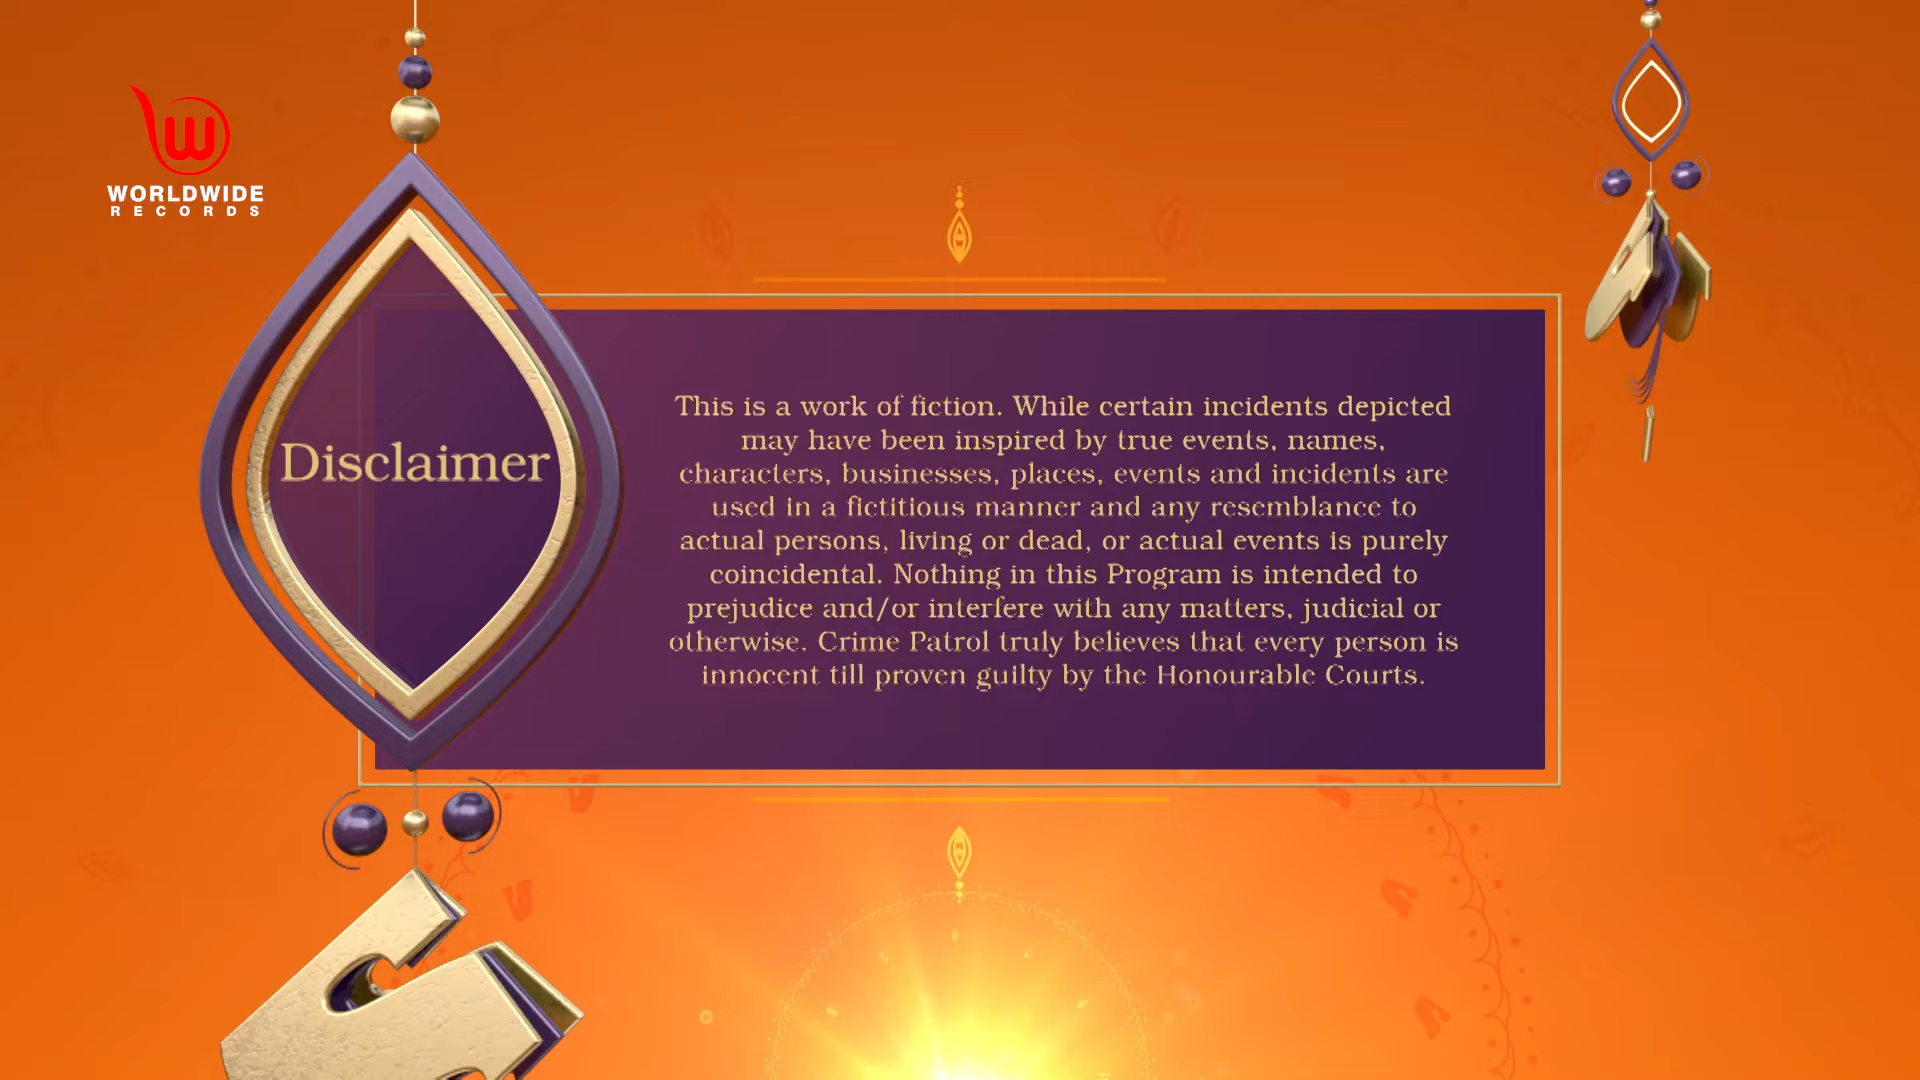 WORLDWIDE
RECORDS
Disclaimer
This is a work of fiction. While certain incidents depicted
may have been inspired by true events, names,
characters, businesses, places, events and incidents are
used in a fictitious manner and any resemblance to
actual persons, living or dead, or actual events is purely
coincidental. Nothing in this Program is intended to
prejudice and/or interfere with any matters, judicial or
otherwise. Crime Patrol truly believes that every person is
innocent till proven guilty by the Honourable Courts.